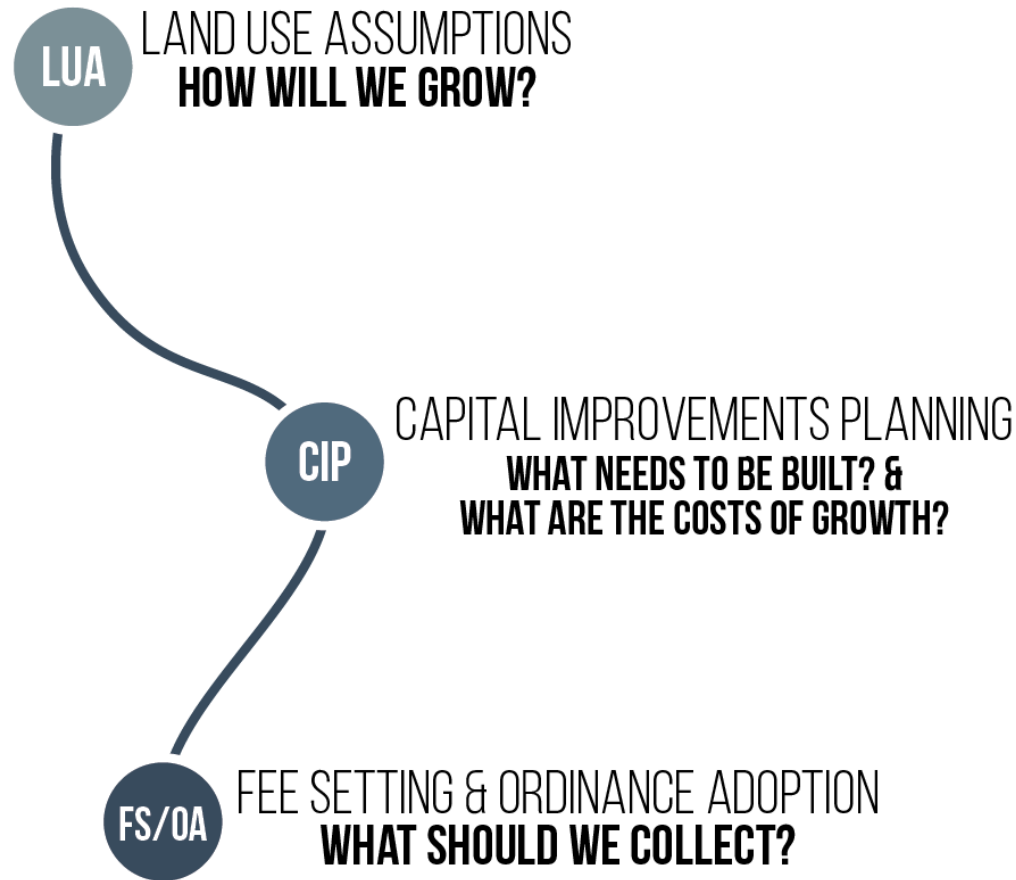 LUA
LAND USE ASSUMPTIONS
HOW WILL WE GROW?
CIP
CAPITAL IMPROVEMENTS PLANNING
WHAT NEEDS TO BE BUILT? &
WHAT ARE THE COSTS OF GROWTH?
FS/OA
FEE SETTING & ORDINANCE ADOPTION
WHAT SHOULD WE COLLECT?